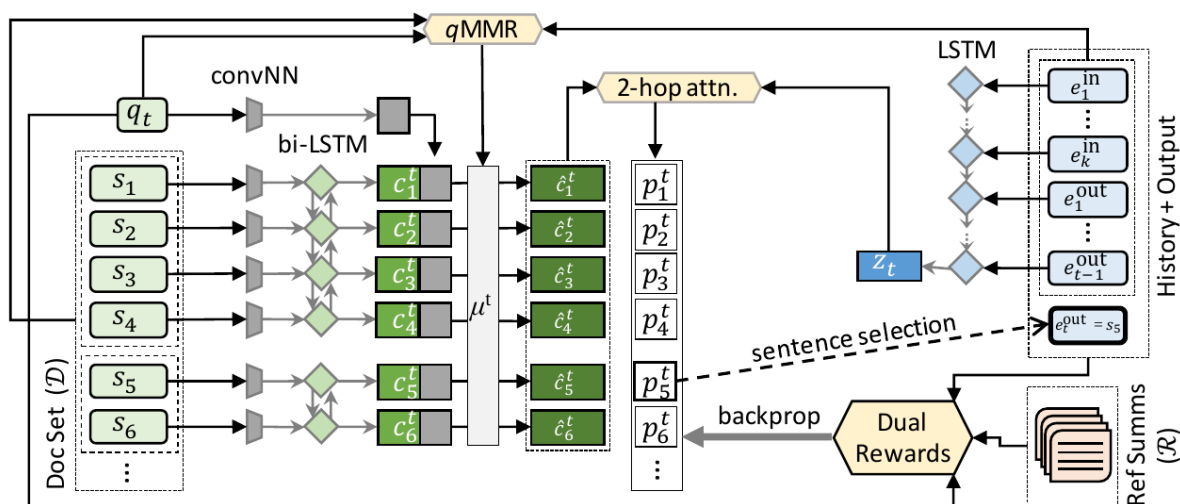 qMMR
LSTM
convNN
2-hop attn.
q_t
bi-LSTM
e_1^in
⋮
e_k^in
e_1^out
⋮
e_{t-1}^out
e_t^out = s_5
History + Output
s_1
s_2
s_3
s_4
s_5
s_6
⋮
Doc Set (𝒟)
c_1^t
c_2^t
c_3^t
c_4^t
c_5^t
c_6^t
μ^t
ĉ_1^t
ĉ_2^t
ĉ_3^t
ĉ_4^t
ĉ_5^t
ĉ_6^t
p_1^t
p_2^t
p_3^t
p_4^t
p_5^t
p_6^t
⋮
z_t
sentence selection
backprop
Dual
Rewards
Ref Summs
(ℛ)